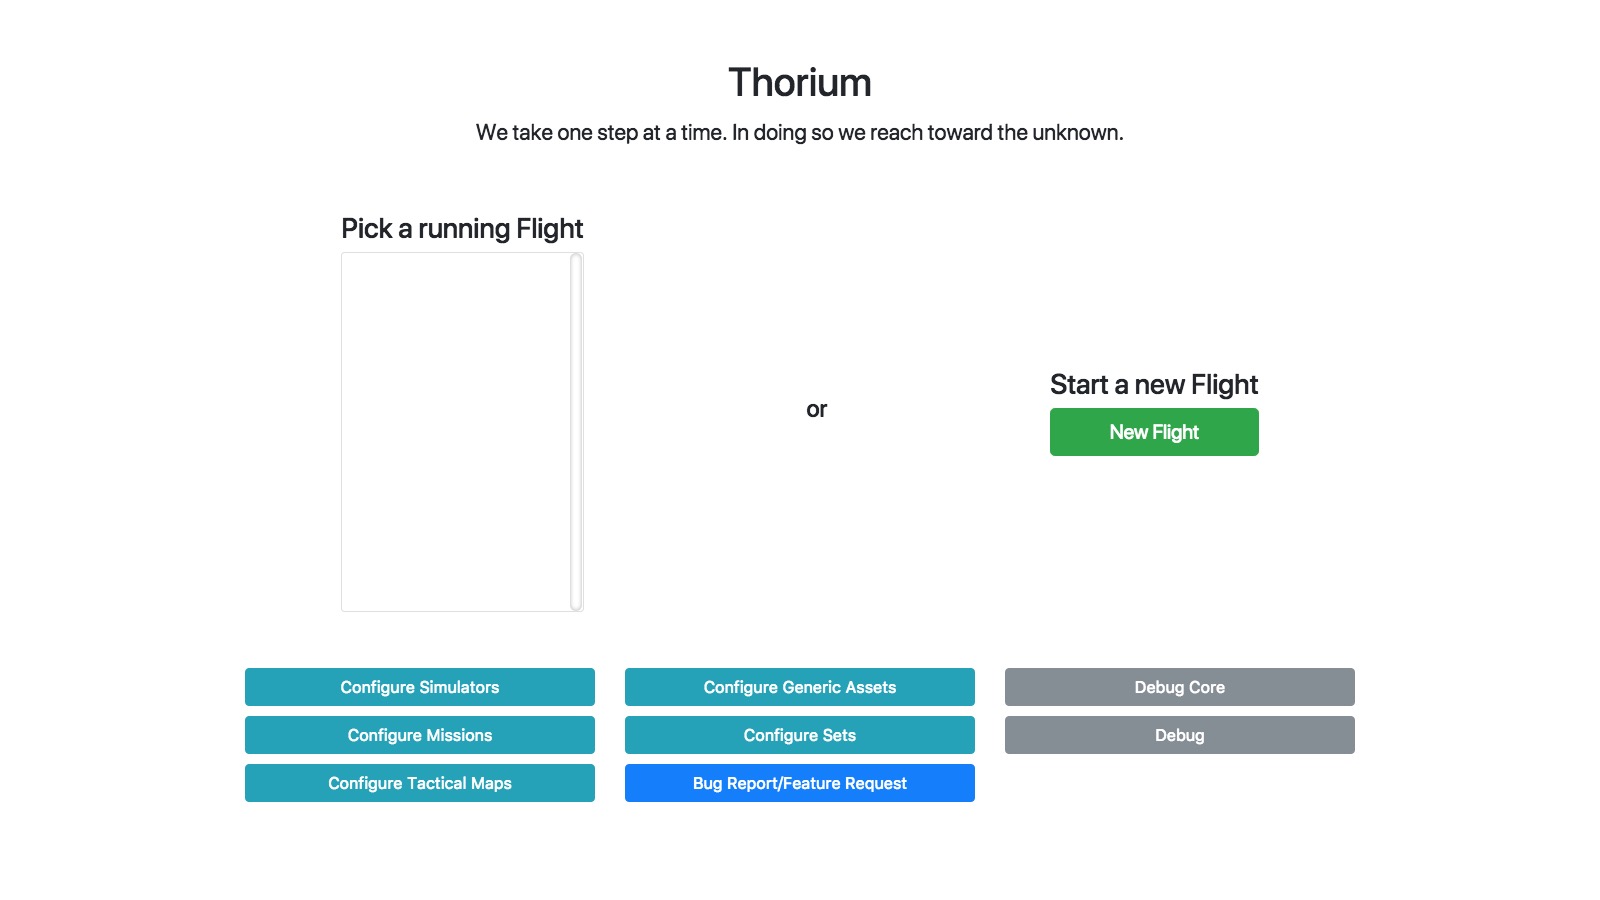 Thorium
We take one step at a time. In doing so we reach toward the unknown.
Pick a running Flight
or
Start a new Flight
New Flight
Configure Simulators
Configure Generic Assets
Debug Core
Configure Missions
Configure Sets
Debug
Configure Tactical Maps
Bug Report/Feature Request